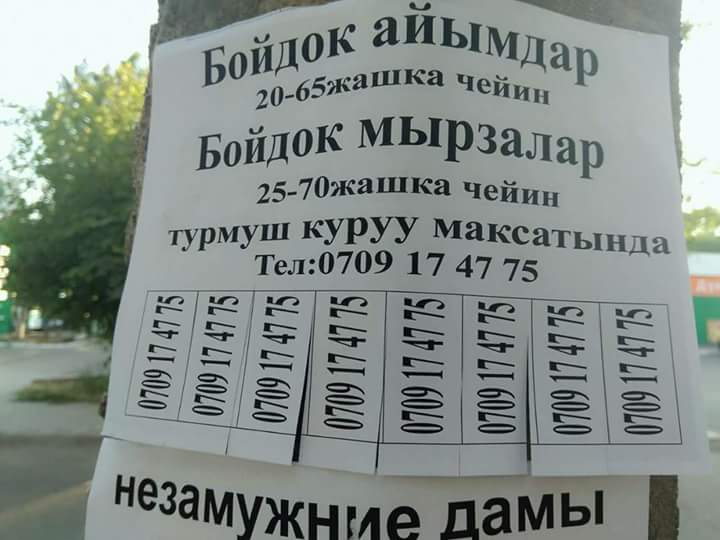 Бойдок айымдар
20-65жашка чейин
Бойдок мырзалар
25-70жашка чейин
турмуш куруу максатында
Тел:0709 17 47 75
0709 17 47 75
0709 17 47 75
0709 17 47 75
0709 17 47 75
0709 17 47 75
0709 17 47 75
0709 17 47 75
0709 17 47 75
незамужние дамы